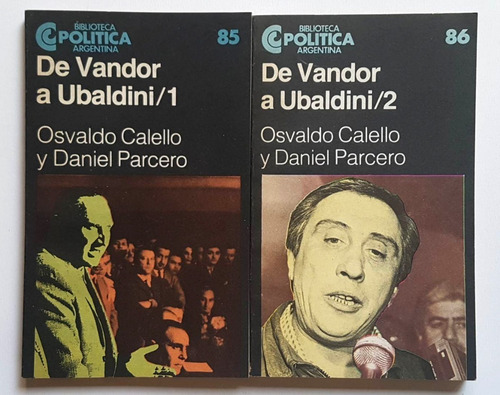 BIBLIOTECA
POLITICA
ARGENTINA
85
De Vandor
a Ubaldini/1
Osvaldo Calello
y Daniel Parcero
BIBLIOTECA
POLITICA
ARGENTINA
86
De Vandor
a Ubaldini/2
Osvaldo Calello
y Daniel Parcero